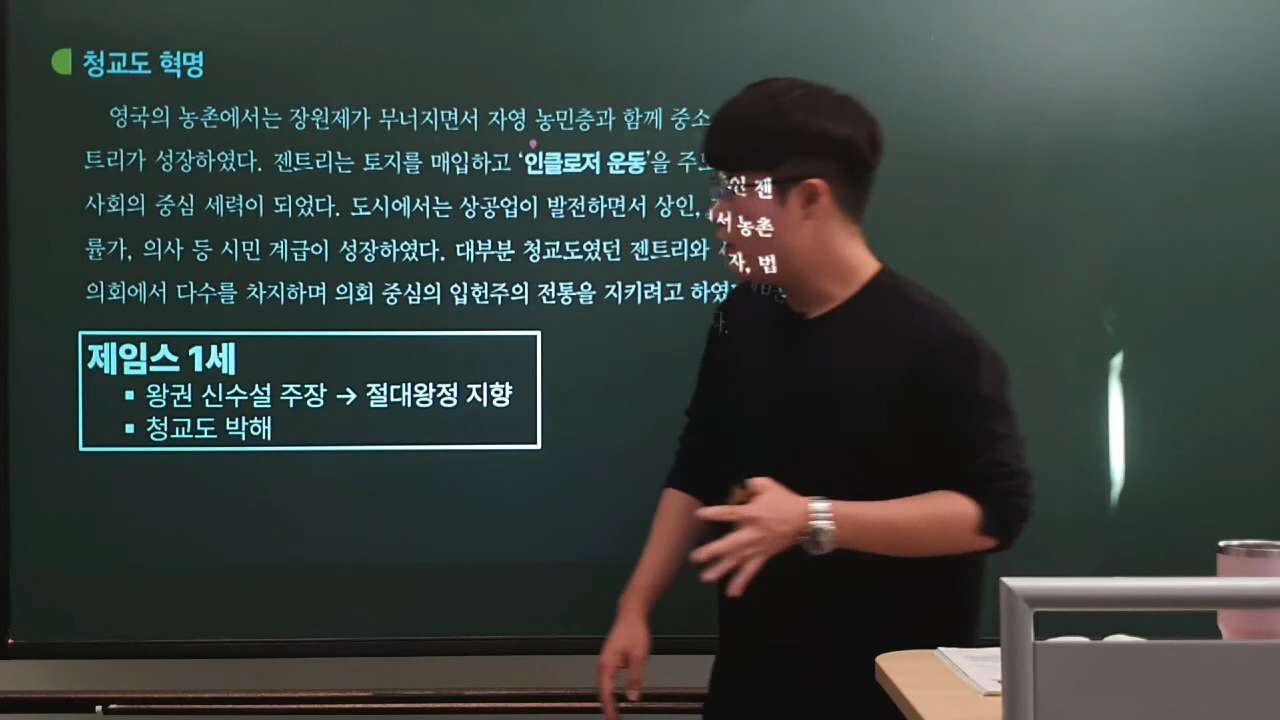 청교도 혁명
영국의 농촌에서는 장원제가 무너지면서 자영 농민층과 함께 중소 인 젠
트리가 성장하였다. 젠트리는 토지를 매입하고 '인클로저 운동'을 주도 서 농촌
사회의 중심 세력이 되었다. 도시에서는 상공업이 발전하면서 상인, 자, 법
률가, 의사 등 시민 계급이 성장하였다. 대부분 청교도였던 젠트리와
의회에서 다수를 차지하며 의회 중심의 입헌주의 전통을 지키려고 하였다.
제임스 1세
▪ 왕권 신수설 주장 → 절대왕정 지향
▪ 청교도 박해